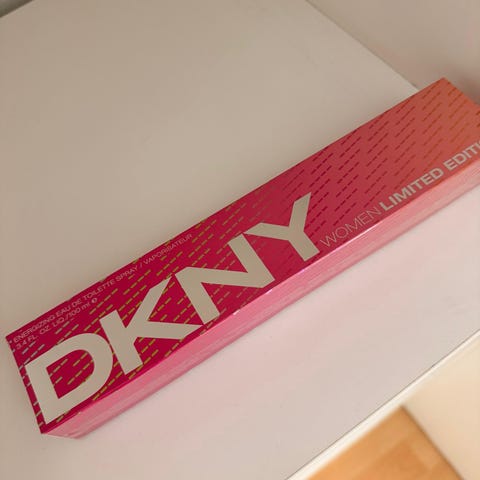 ENERGIZING EAU DE TOILETTE SPRAY / VAPORISATEUR
3.4 FL. OZ. LIQ / 100 ml ℮
DKNY
WOMEN LIMITED EDITI